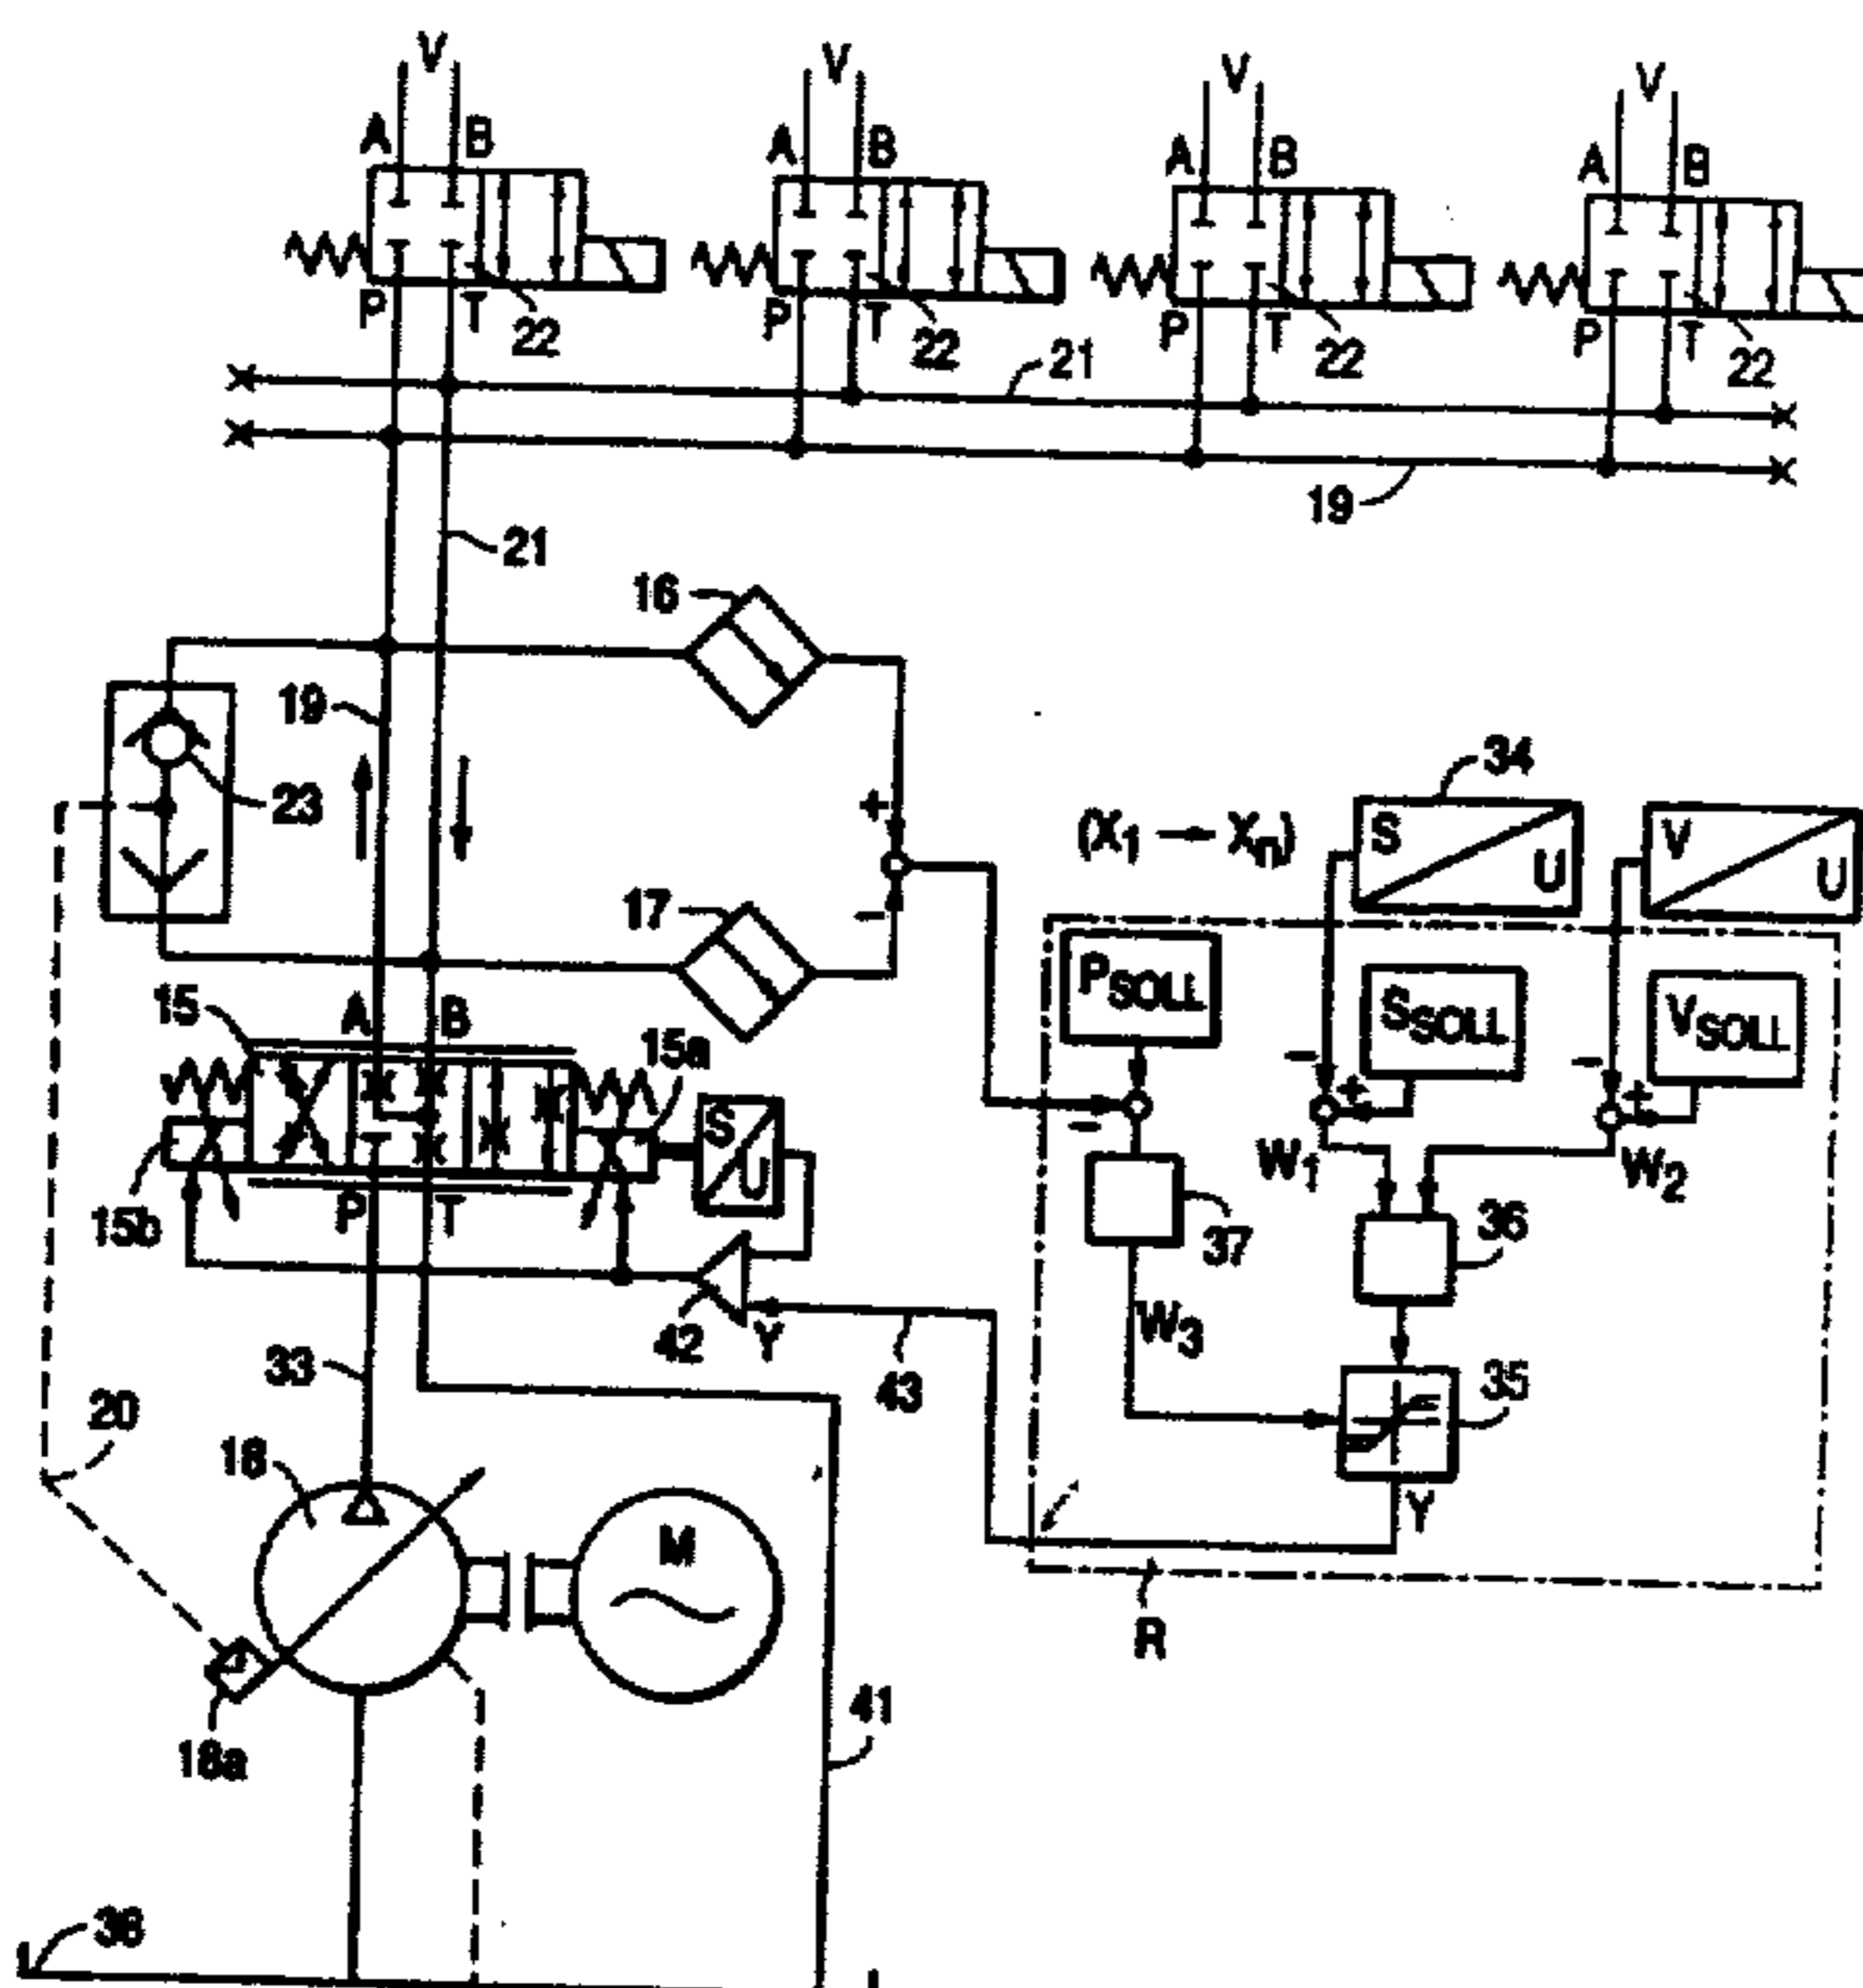 V V V V
A B A B A B A B
P T P T P T P T
22 22 22 22
21
19
21
16
19
23
+
34
(X1 → Xn)
S U
V U
17
-
PSOLL
SSOLL
VSOLL
15
A B
15a
S U
- +
- +
-
W1
W2
15b
P T
37
36
42
Y
W3
33
43
35
20
18
Y
M
R
41
18a
38